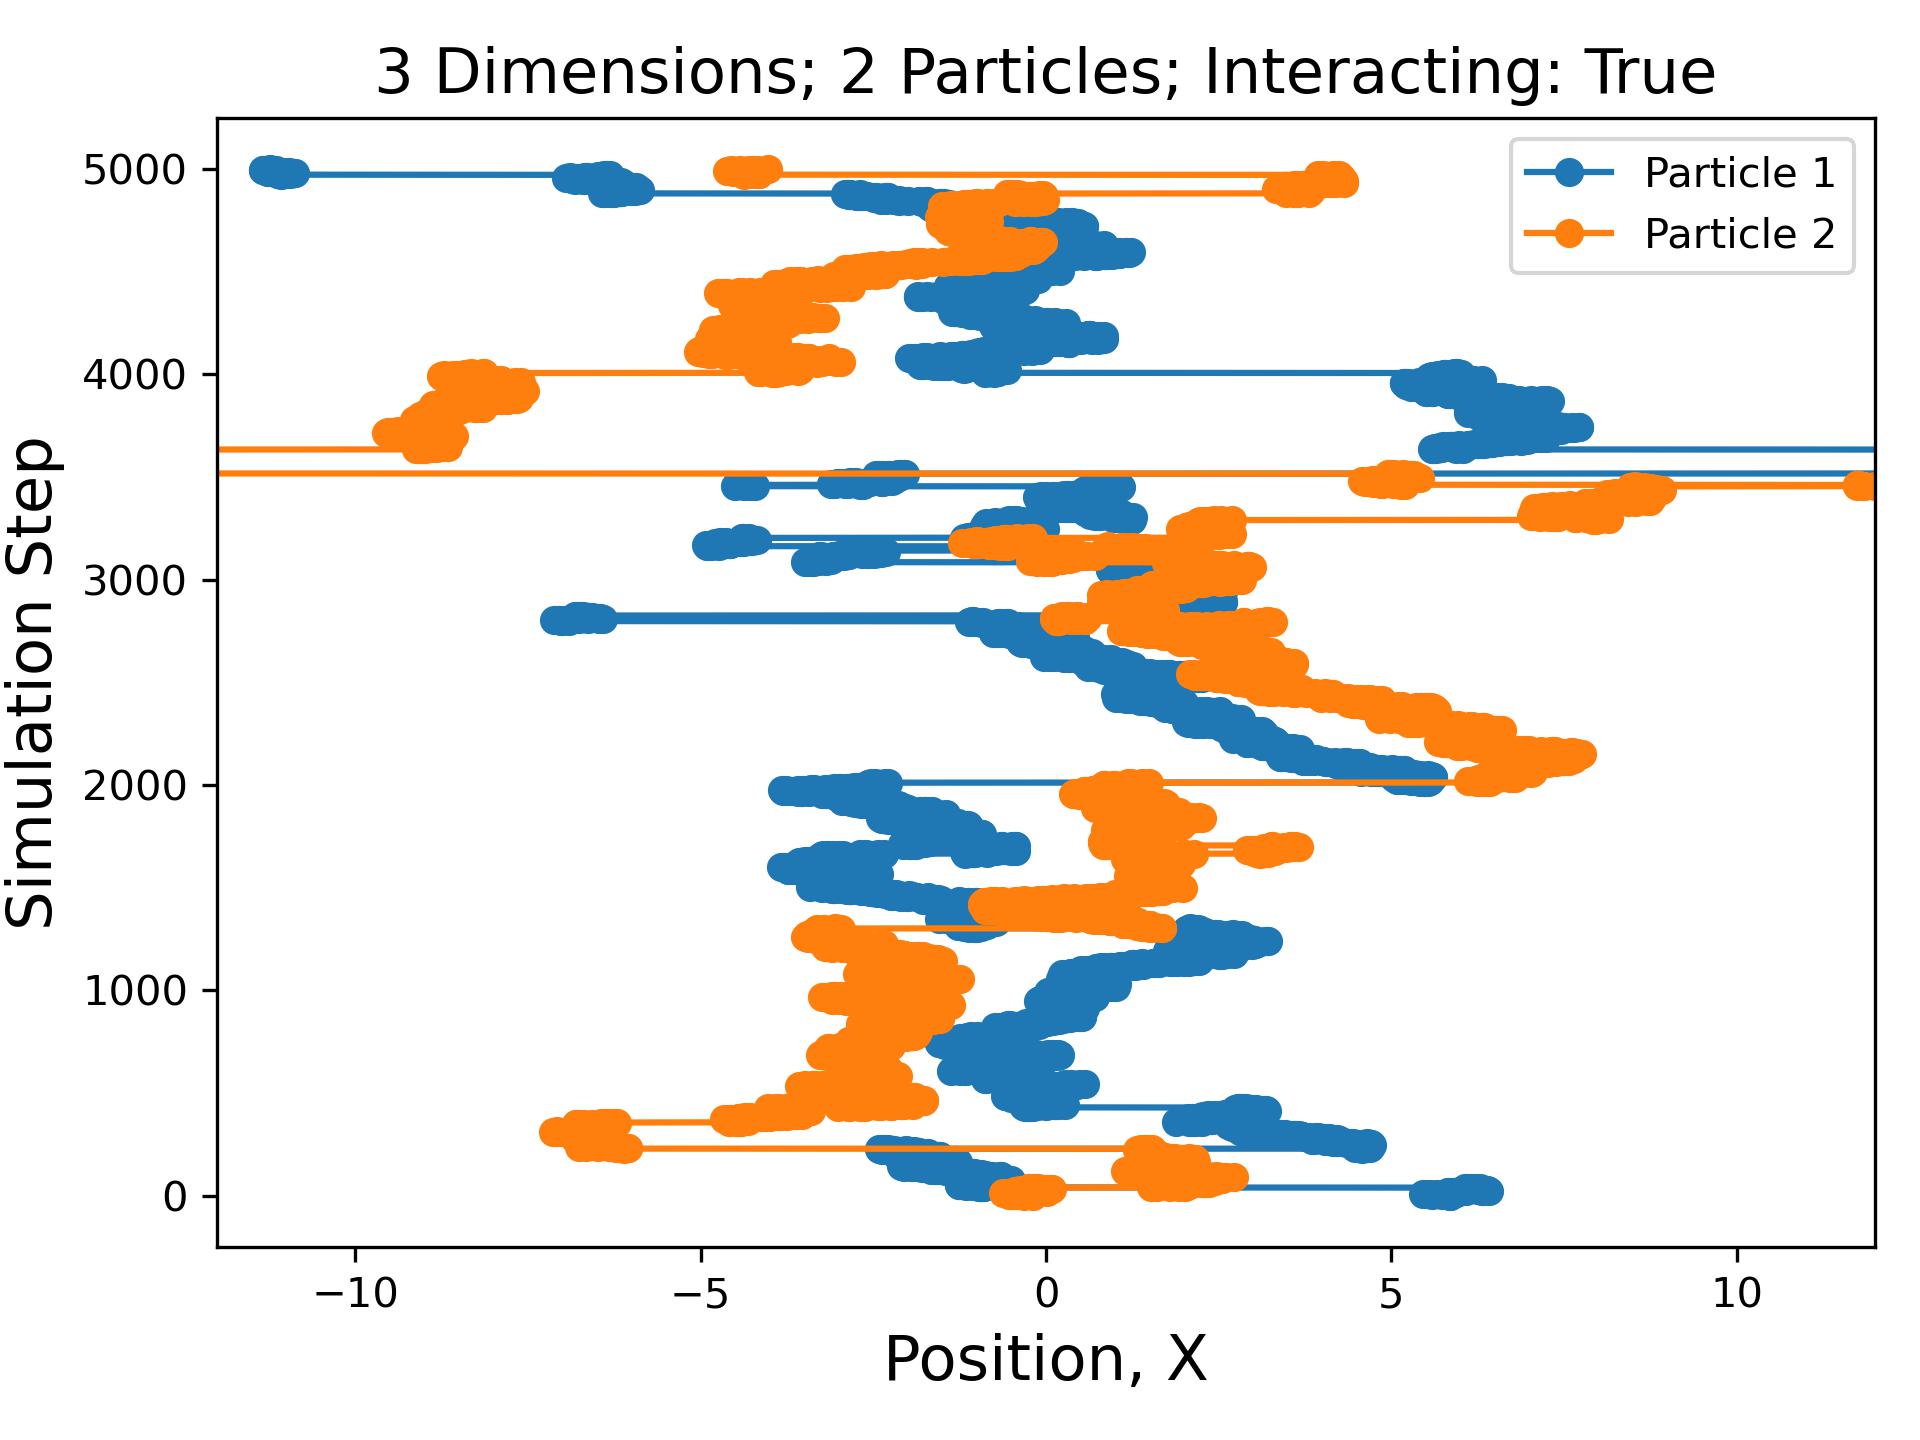 3 Dimensions; 2 Particles; Interacting: True
Particle 1
Particle 2
Simulation Step
5000
4000
3000
2000
1000
0
−10
−5
0
5
10
Position, X